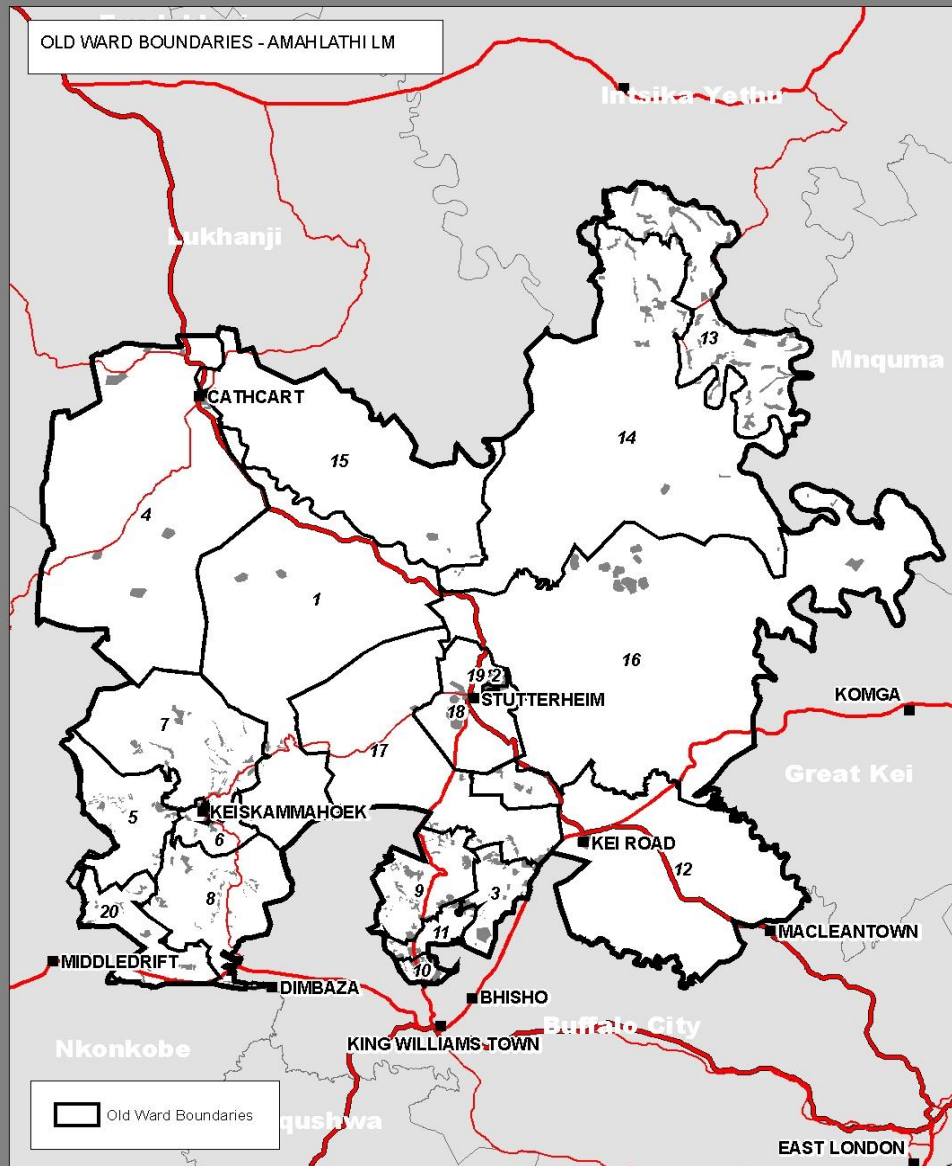 OLD WARD BOUNDARIES - AMAHLATHI LM
Intsika Yethu
Lukhanji
13
Mnquma
CATHCART
14
15
4
1
16
19
2
STUTTERHEIM
KOMGA
18
7
17
Great Kei
KEISKAMMAHOEK
5
6
KEI ROAD
12
9
3
8
20
11
MACLEANTOWN
MIDDLEDRIFT
10
DIMBAZA
BHISHO
Buffalo City
KING WILLIAMS TOWN
Nkonkobe
Old Ward Boundaries
qushwa
EAST LONDON